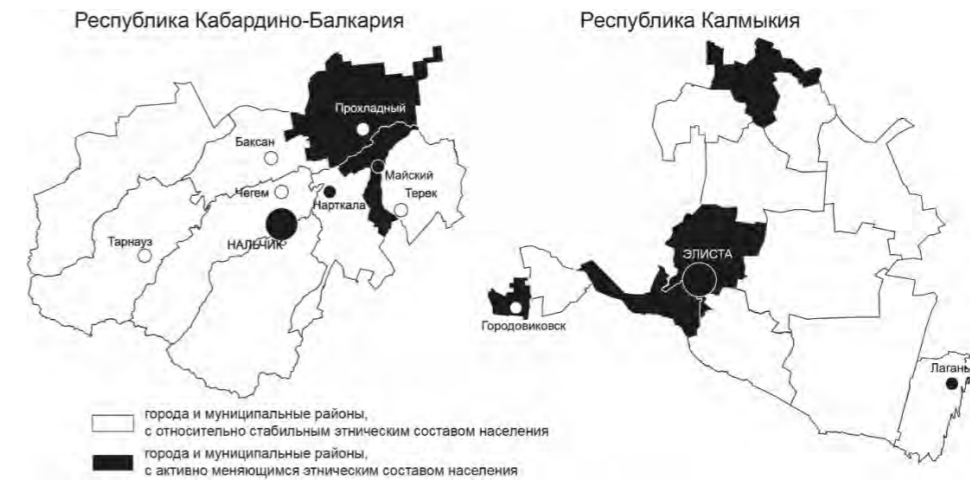 Республика Кабардино-Балкария
Республика Калмыкия
Прохладный
Баксан
Майский
Чегем
Нарткала
Терек
Тарнауз
НАЛЬЧИК
ЭЛИСТА
Городовиковск
Лагань
города и муниципальные районы,
с относительно стабильным этническим составом населения
города и муниципальные районы,
с активно меняющимся этническим составом населения